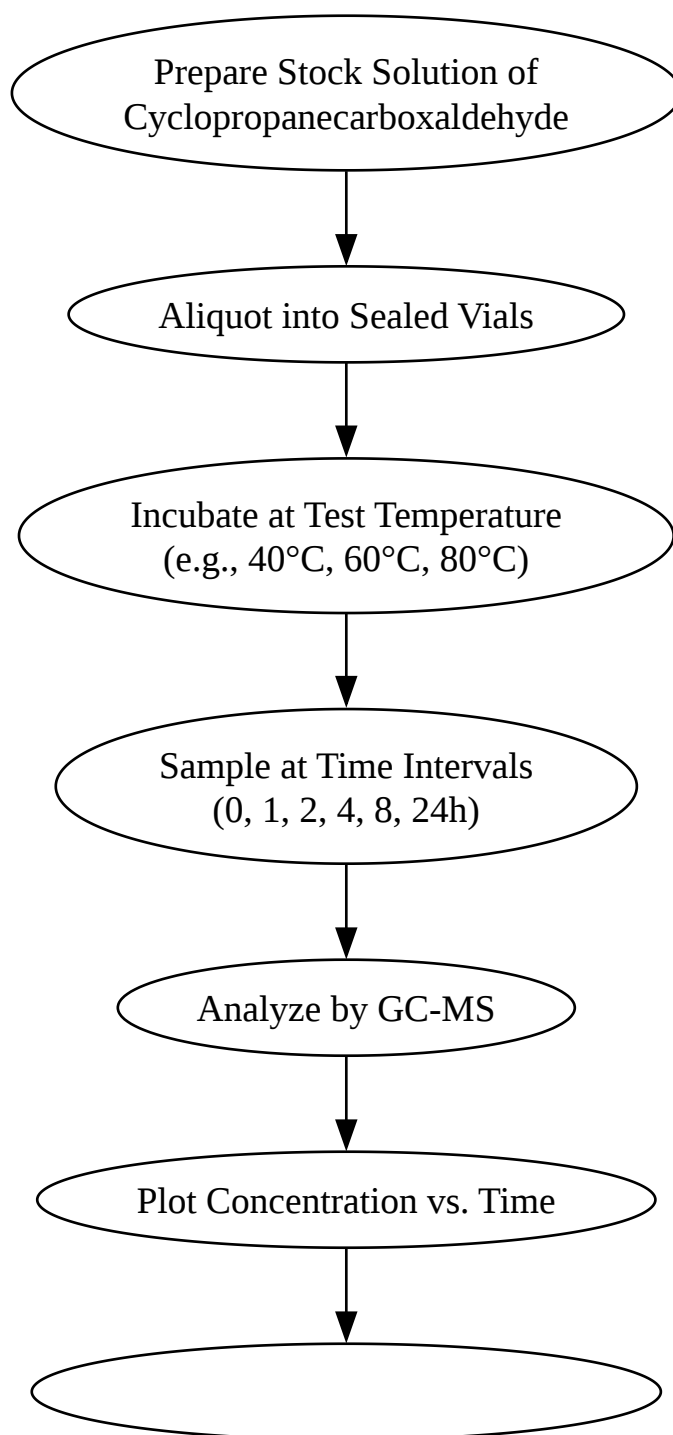 Prepare Stock Solution of
Cyclopropanecarboxaldehyde
Aliquot into Sealed Vials
Incubate at Test Temperature
(e.g., 40°C, 60°C, 80°C)
Sample at Time Intervals
(0, 1, 2, 4, 8, 24h)
Analyze by GC-MS
Plot Concentration vs. Time